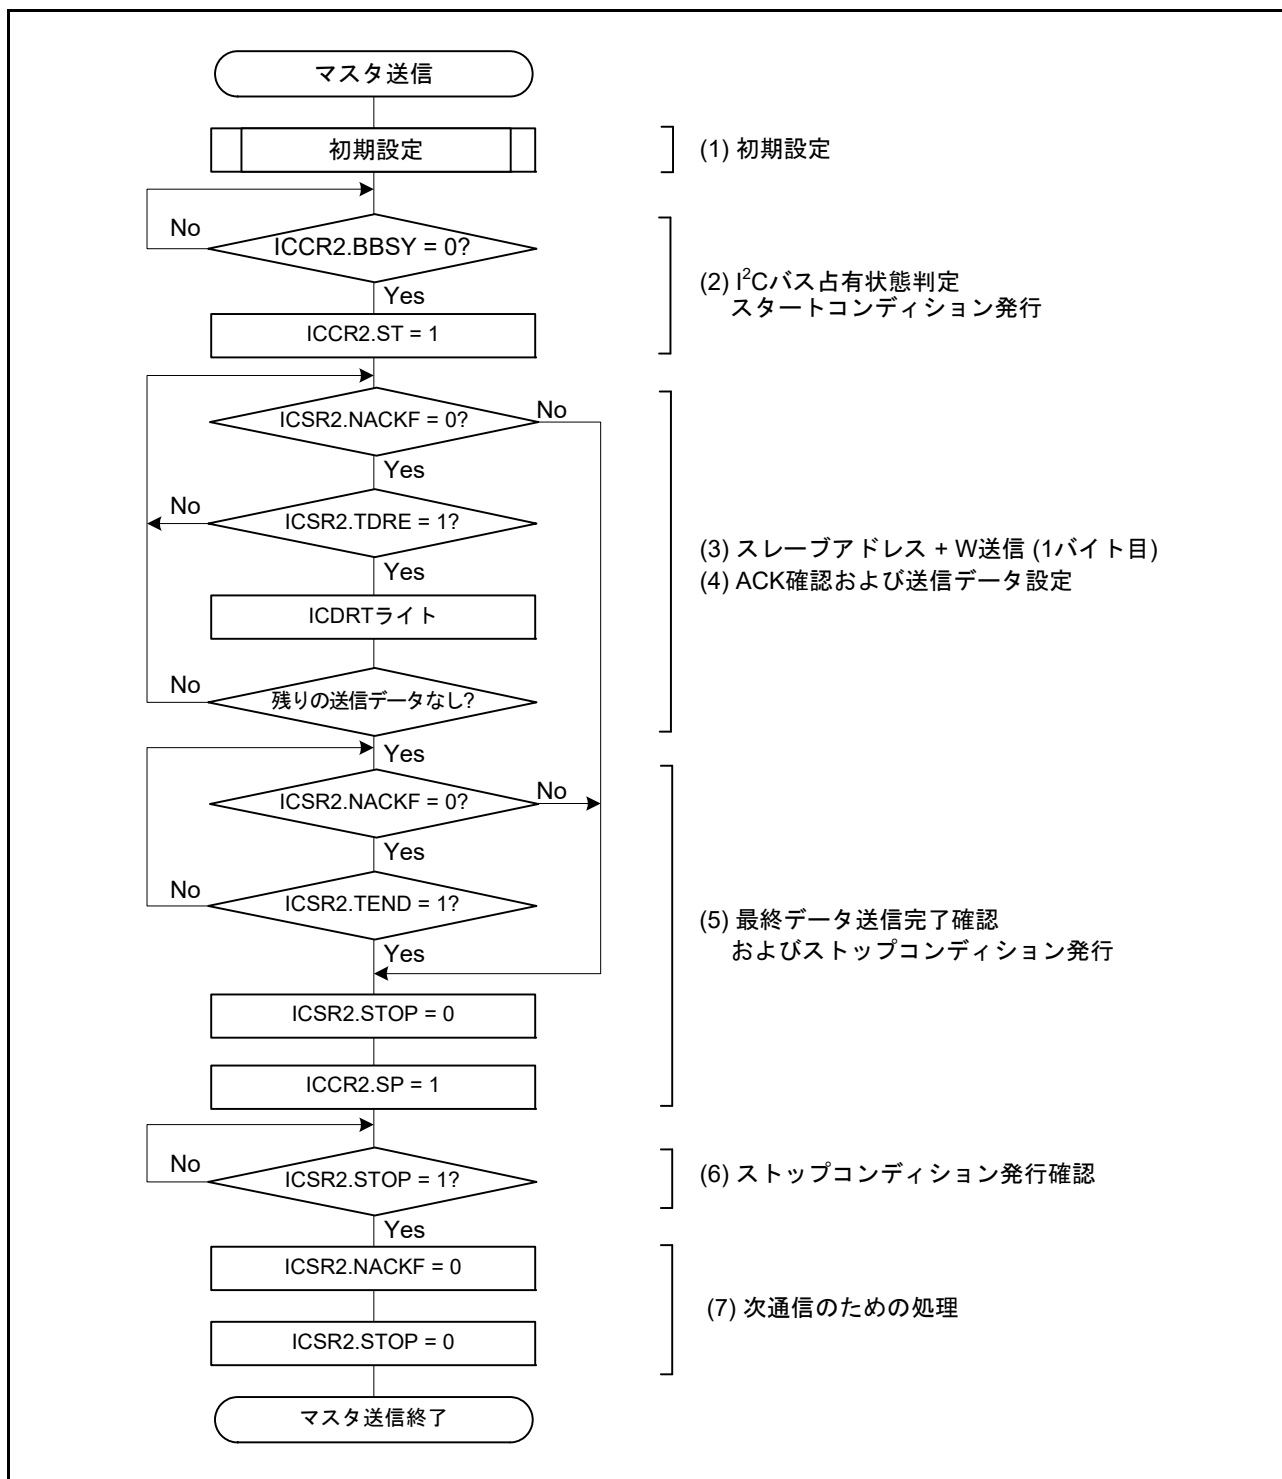 マスタ送信
初期設定
(1) 初期設定
No
ICCR2.BBSY = 0?
Yes
(2) I²Cバス占有状態判定
スタートコンディション発行
ICCR2.ST = 1
ICSR2.NACKF = 0?
No
Yes
No
ICSR2.TDRE = 1?
Yes
(3) スレーブアドレス + W送信 (1バイト目)
(4) ACK確認および送信データ設定
ICDRTライト
No
残りの送信データなし?
Yes
ICSR2.NACKF = 0?
No
Yes
No
ICSR2.TEND = 1?
Yes
(5) 最終データ送信完了確認
およびストップコンディション発行
ICSR2.STOP = 0
ICCR2.SP = 1
No
ICSR2.STOP = 1?
Yes
(6) ストップコンディション発行確認
ICSR2.NACKF = 0
(7) 次通信のための処理
ICSR2.STOP = 0
マスタ送信終了